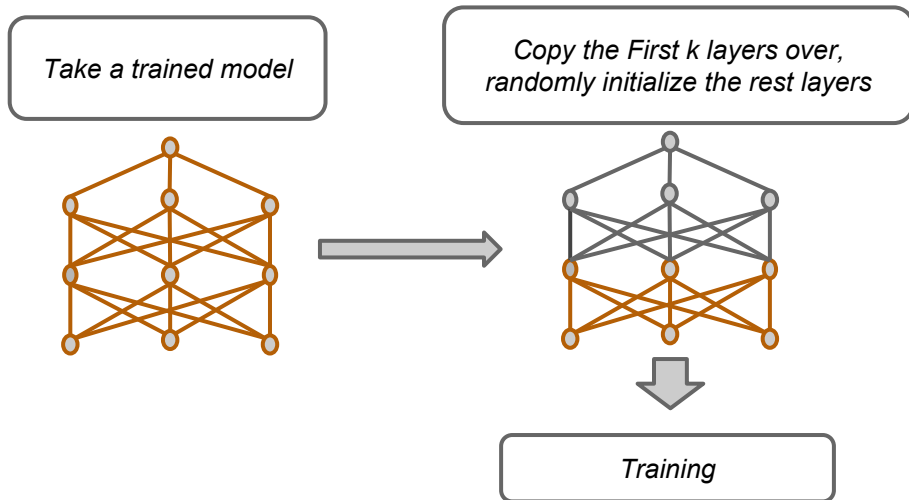 Take a trained model
Copy the First k layers over,
randomly initialize the rest layers
Training